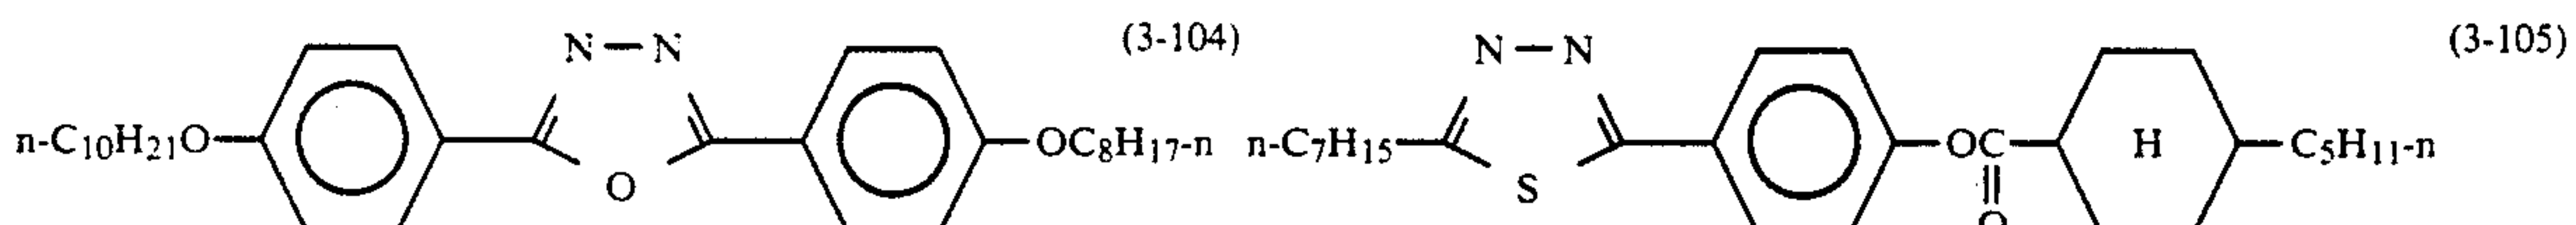 (3-104) (3-105)
N N N N
n-C10H21O OC8H17-n n-C7H15 OC H C5H11-n
O S O